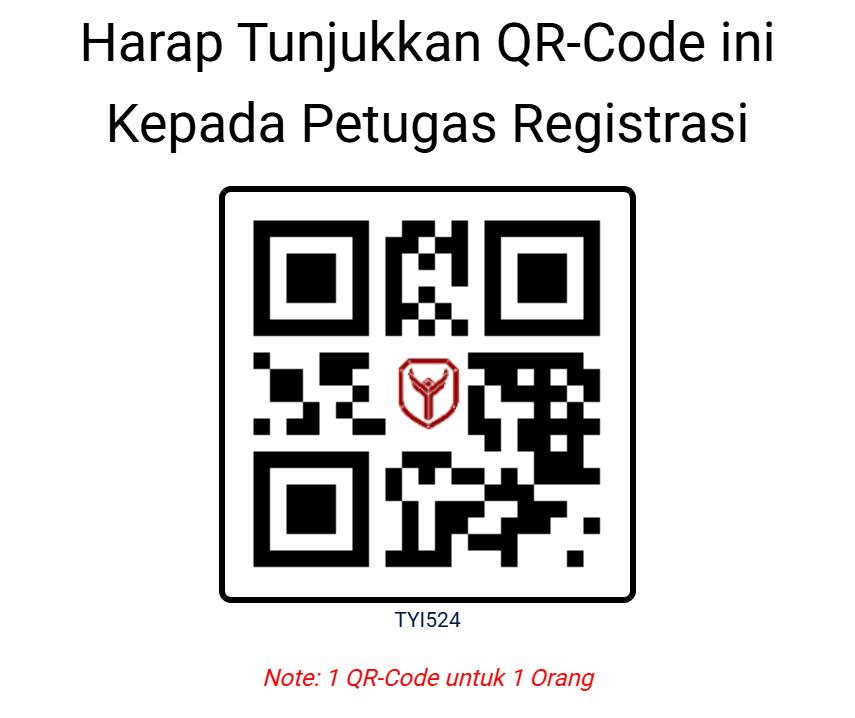 Harap Tunjukkan QR-Code ini
Kepada Petugas Registrasi
TYI524
Note: 1 QR-Code untuk 1 Orang